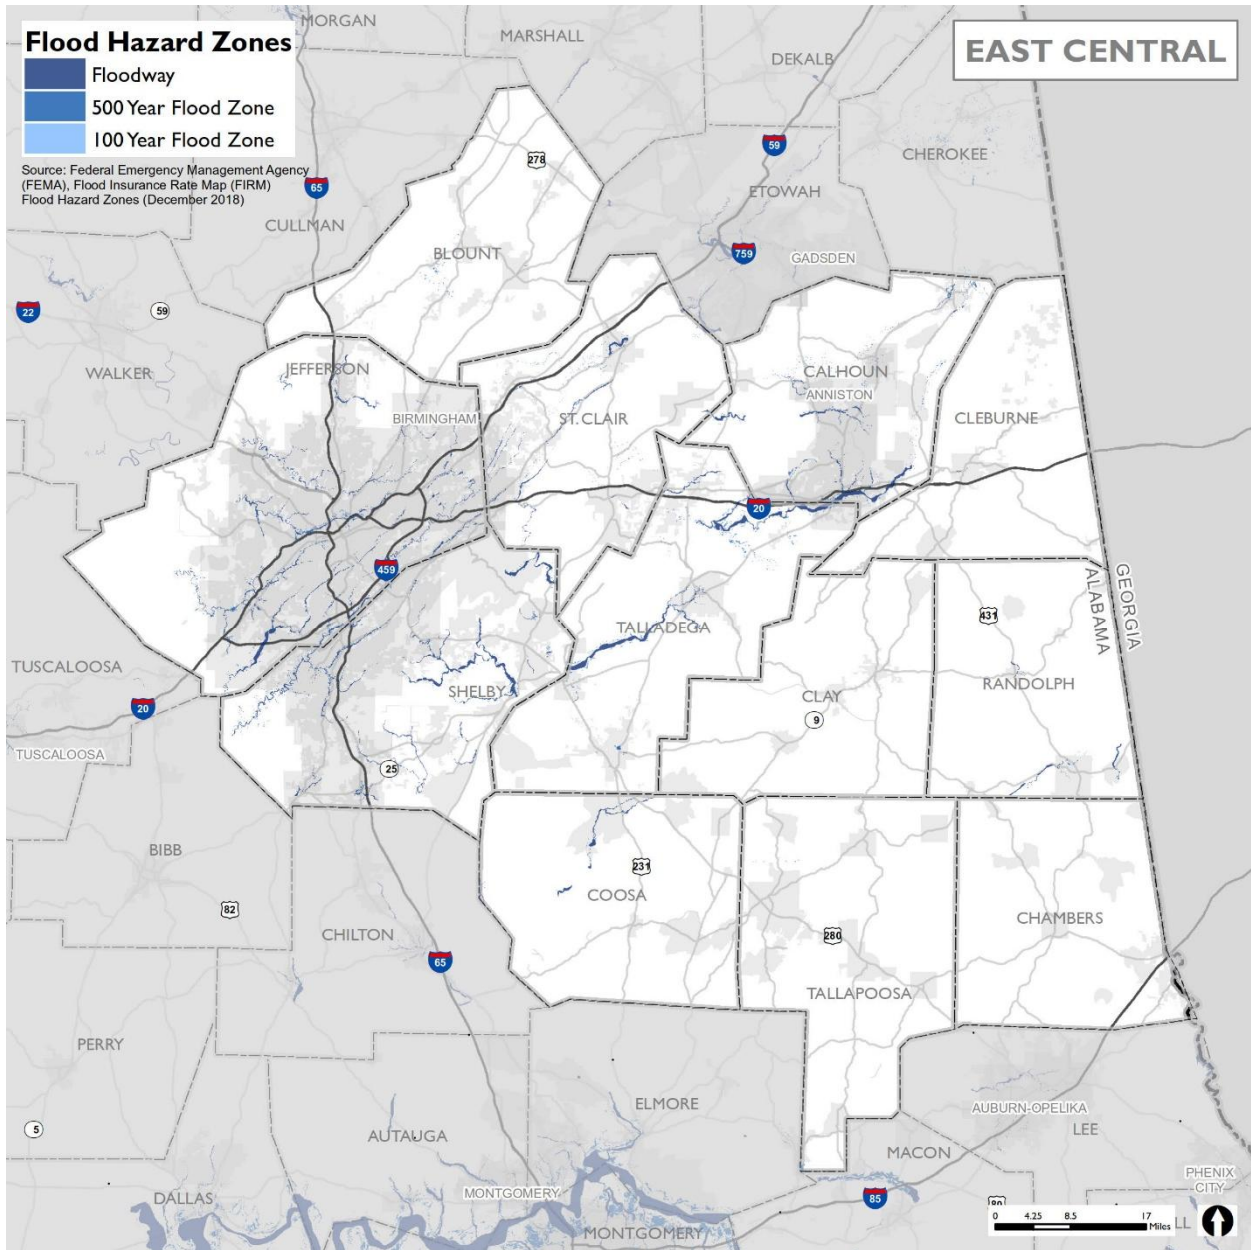 MORGAN
MARSHALL
DEKALB
EAST CENTRAL
Flood Hazard Zones
Floodway
500 Year Flood Zone
100 Year Flood Zone
Source: Federal Emergency Management Agency
(FEMA), Flood Insurance Rate Map (FIRM)
Flood Hazard Zones (December 2018)
278
59
CHEROKEE
65
ETOWAH
CULLMAN
BLOUNT
759
GADSDEN
22
59
WALKER
JEFFERSON
CALHOUN
ANNISTON
BIRMINGHAM
ST. CLAIR
CLEBURNE
20
459
GEORGIA
ALABAMA
431
TALLADEGA
TUSCALOOSA
SHELBY
CLAY
RANDOLPH
20
9
TUSCALOOSA
25
BIBB
231
COOSA
82
CHILTON
280
CHAMBERS
65
TALLAPOOSA
PERRY
ELMORE
AUBURN-OPELIKA
5
AUTAUGA
LEE
MACON
PHENIX
CITY
DALLAS
MONTGOMERY
85
80
MONTGOMERY
LL
0 4.25 8.5 17
Miles